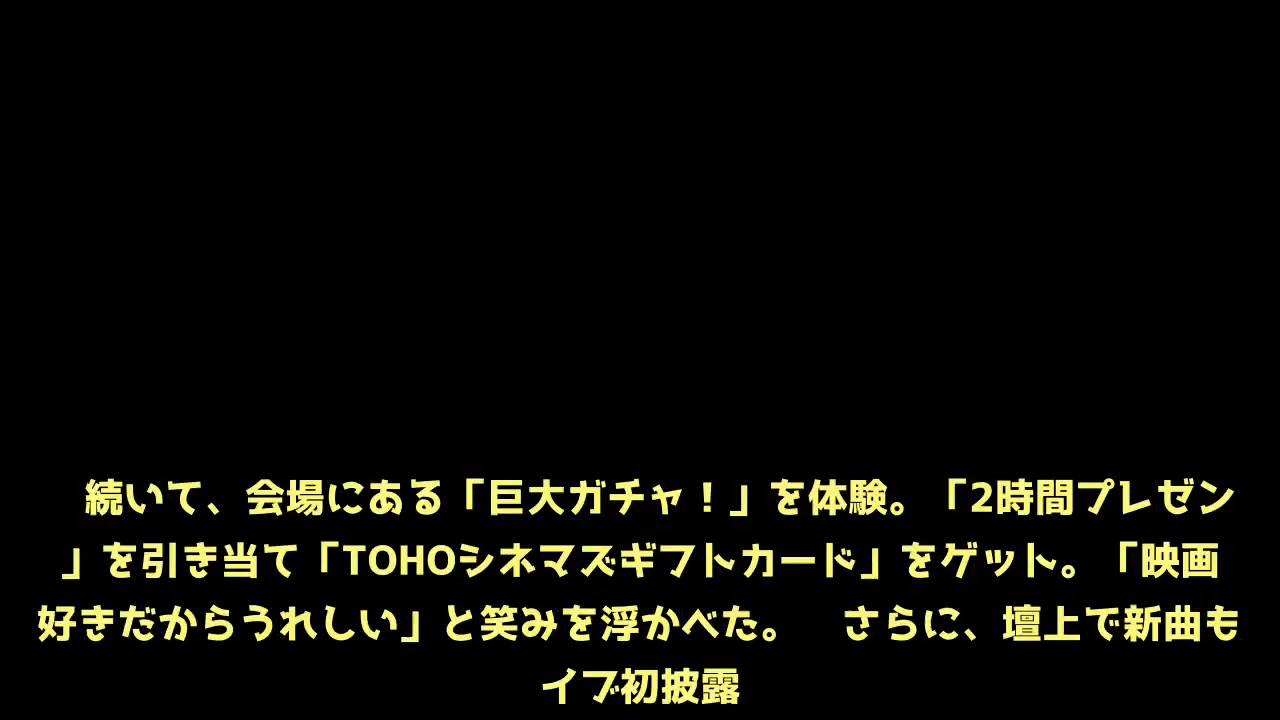 続いて、会場にある「巨大ガチャ！」を体験。「2時間プレゼン
」を引き当て「TOHOシネマズギフトカード」をゲット。「映画
好きだからうれしい」と笑みを浮かべた。　さらに、壇上で新曲も
イブ初披露